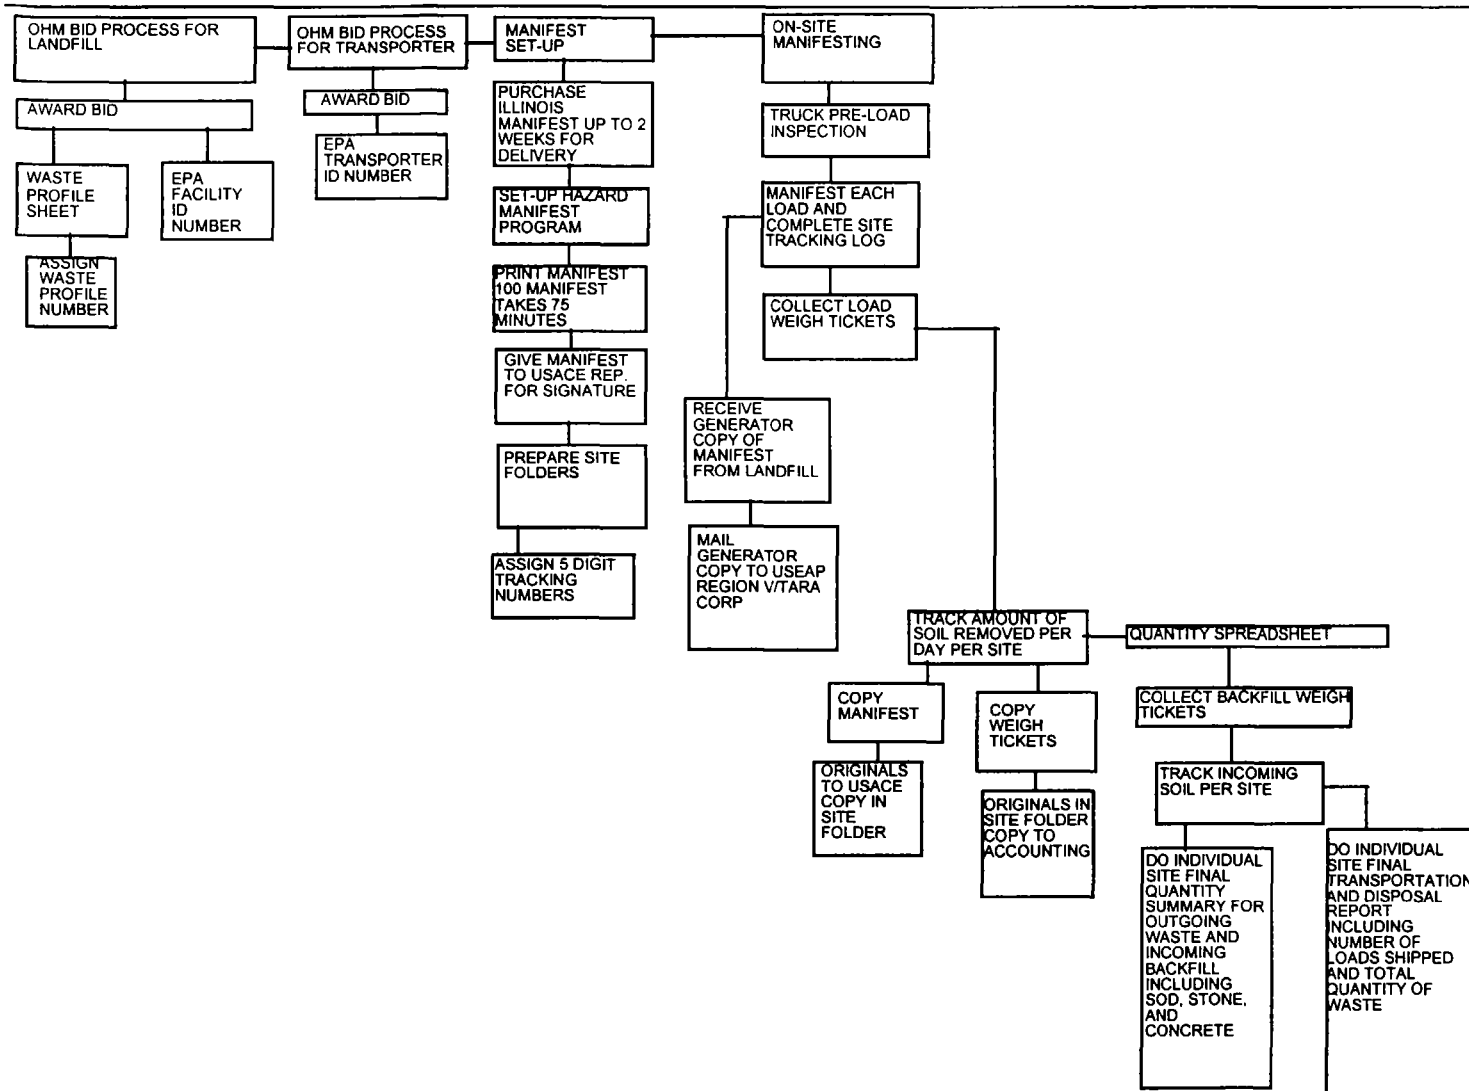 OHM BID PROCESS FOR
LANDFILL
AWARD BID
WASTE
PROFILE
SHEET
ASSIGN
WASTE
PROFILE
NUMBER
EPA
FACILITY
ID
NUMBER
OHM BID PROCESS
FOR TRANSPORTER
AWARD BID
EPA
TRANSPORTER
ID NUMBER
MANIFEST
SET-UP
PURCHASE
ILLINOIS
MANIFEST UP TO 2
WEEKS FOR
DELIVERY
SET-UP HAZARD
MANIFEST
PROGRAM
PRINT MANIFEST
100 MANIFEST
TAKES 75
MINUTES
GIVE MANIFEST
TO USACE REP.
FOR SIGNATURE
PREPARE SITE
FOLDERS
ASSIGN 5 DIGIT
TRACKING
NUMBERS
ON-SITE
MANIFESTING
TRUCK PRE-LOAD
INSPECTION
MANIFEST EACH
LOAD AND
COMPLETE SITE
TRACKING LOG
COLLECT LOAD
WEIGH TICKETS
RECEIVE
GENERATOR
COPY OF
MANIFEST
FROM LANDFILL
MAIL
GENERATOR
COPY TO USEAP
REGION V/TARA
CORP
TRACK AMOUNT OF
SOIL REMOVED PER
DAY PER SITE
COPY
MANIFEST
ORIGINALS
TO USACE
COPY IN
SITE
FOLDER
COPY
WEIGH
TICKETS
ORIGINALS IN
SITE FOLDER
COPY TO
ACCOUNTING
QUANTITY SPREADSHEET
COLLECT BACKFILL WEIGH
TICKETS
TRACK INCOMING
SOIL PER SITE
DO INDIVIDUAL
SITE FINAL
QUANTITY
SUMMARY FOR
OUTGOING
WASTE AND
INCOMING
BACKFILL
INCLUDING
SOD, STONE,
AND
CONCRETE
DO INDIVIDUAL
SITE FINAL
TRANSPORTATION
AND DISPOSAL
REPORT
INCLUDING
NUMBER OF
LOADS SHIPPED
AND TOTAL
QUANTITY OF
WASTE